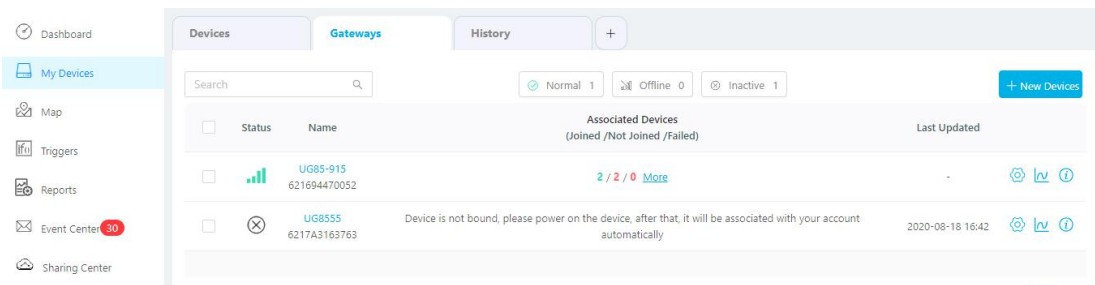 Dashboard
My Devices
Map
Triggers
Reports
Event Center 30
Sharing Center
Devices
Gateways
History
+
Search
Normal 1
Offline 0
Inactive 1
+ New Devices
Status
Name
Associated Devices
(Joined /Not Joined /Failed)
Last Updated
UG85-915
621694470052
2 / 2 / 0 More
-
UG8555
6217A3163763
Device is not bound, please power on the device, after that, it will be associated with your account
automatically
2020-08-18 16:42